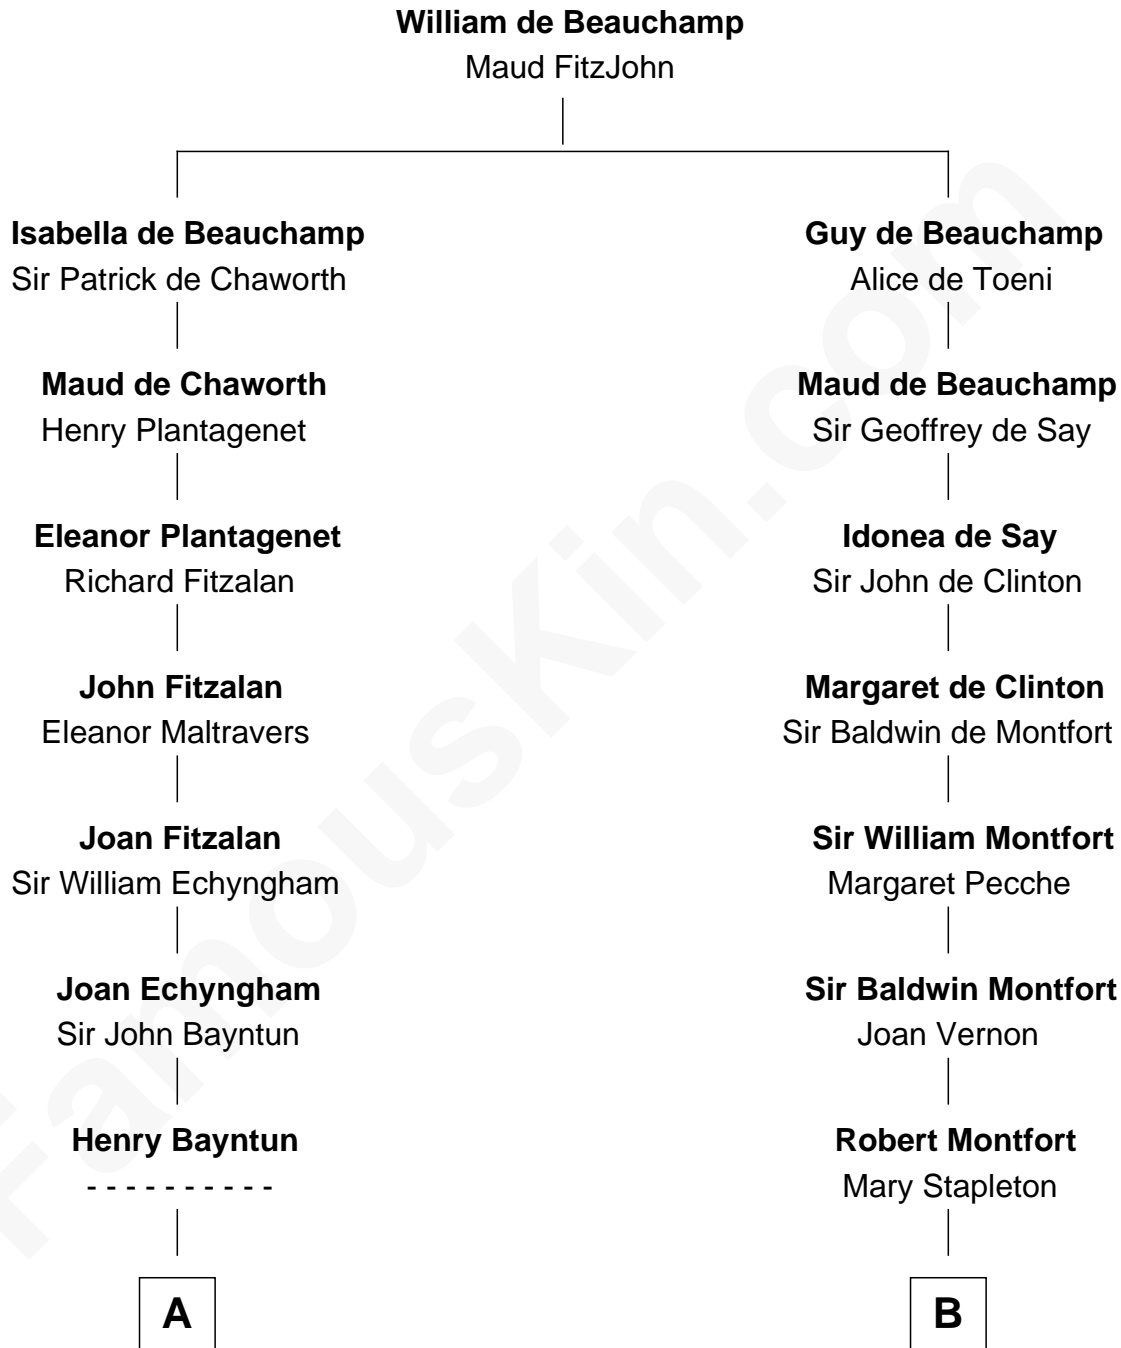 William de Beauchamp
Maud FitzJohn
Isabella de Beauchamp
Sir Patrick de Chaworth
Guy de Beauchamp
Alice de Toeni
Maud de Chaworth
Henry Plantagenet
Maud de Beauchamp
Sir Geoffrey de Say
Eleanor Plantagenet
Richard Fitzalan
Idonea de Say
Sir John de Clinton
John Fitzalan
Eleanor Maltravers
Margaret de Clinton
Sir Baldwin de Montfort
Joan Fitzalan
Sir William Echyngham
Sir William Montfort
Margaret Pecche
Joan Echyngham
Sir John Bayntun
Sir Baldwin Montfort
Joan Vernon
Henry Bayntun
- - - - - - - - - -
Robert Montfort
Mary Stapleton
A
B
FamousKin.com